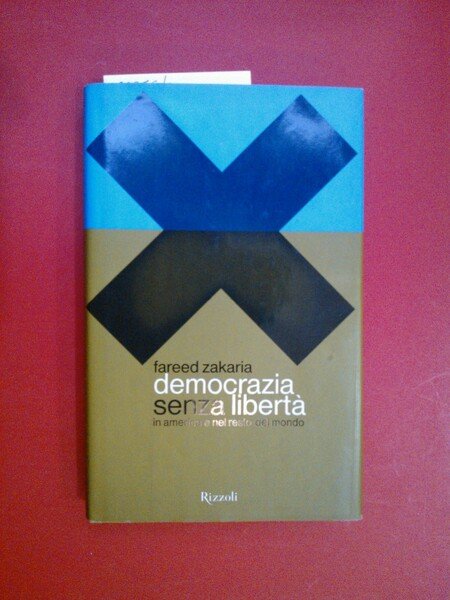 fareed zakaria
democrazia
senza libertà
in america e nel resto del mondo
Rizzoli